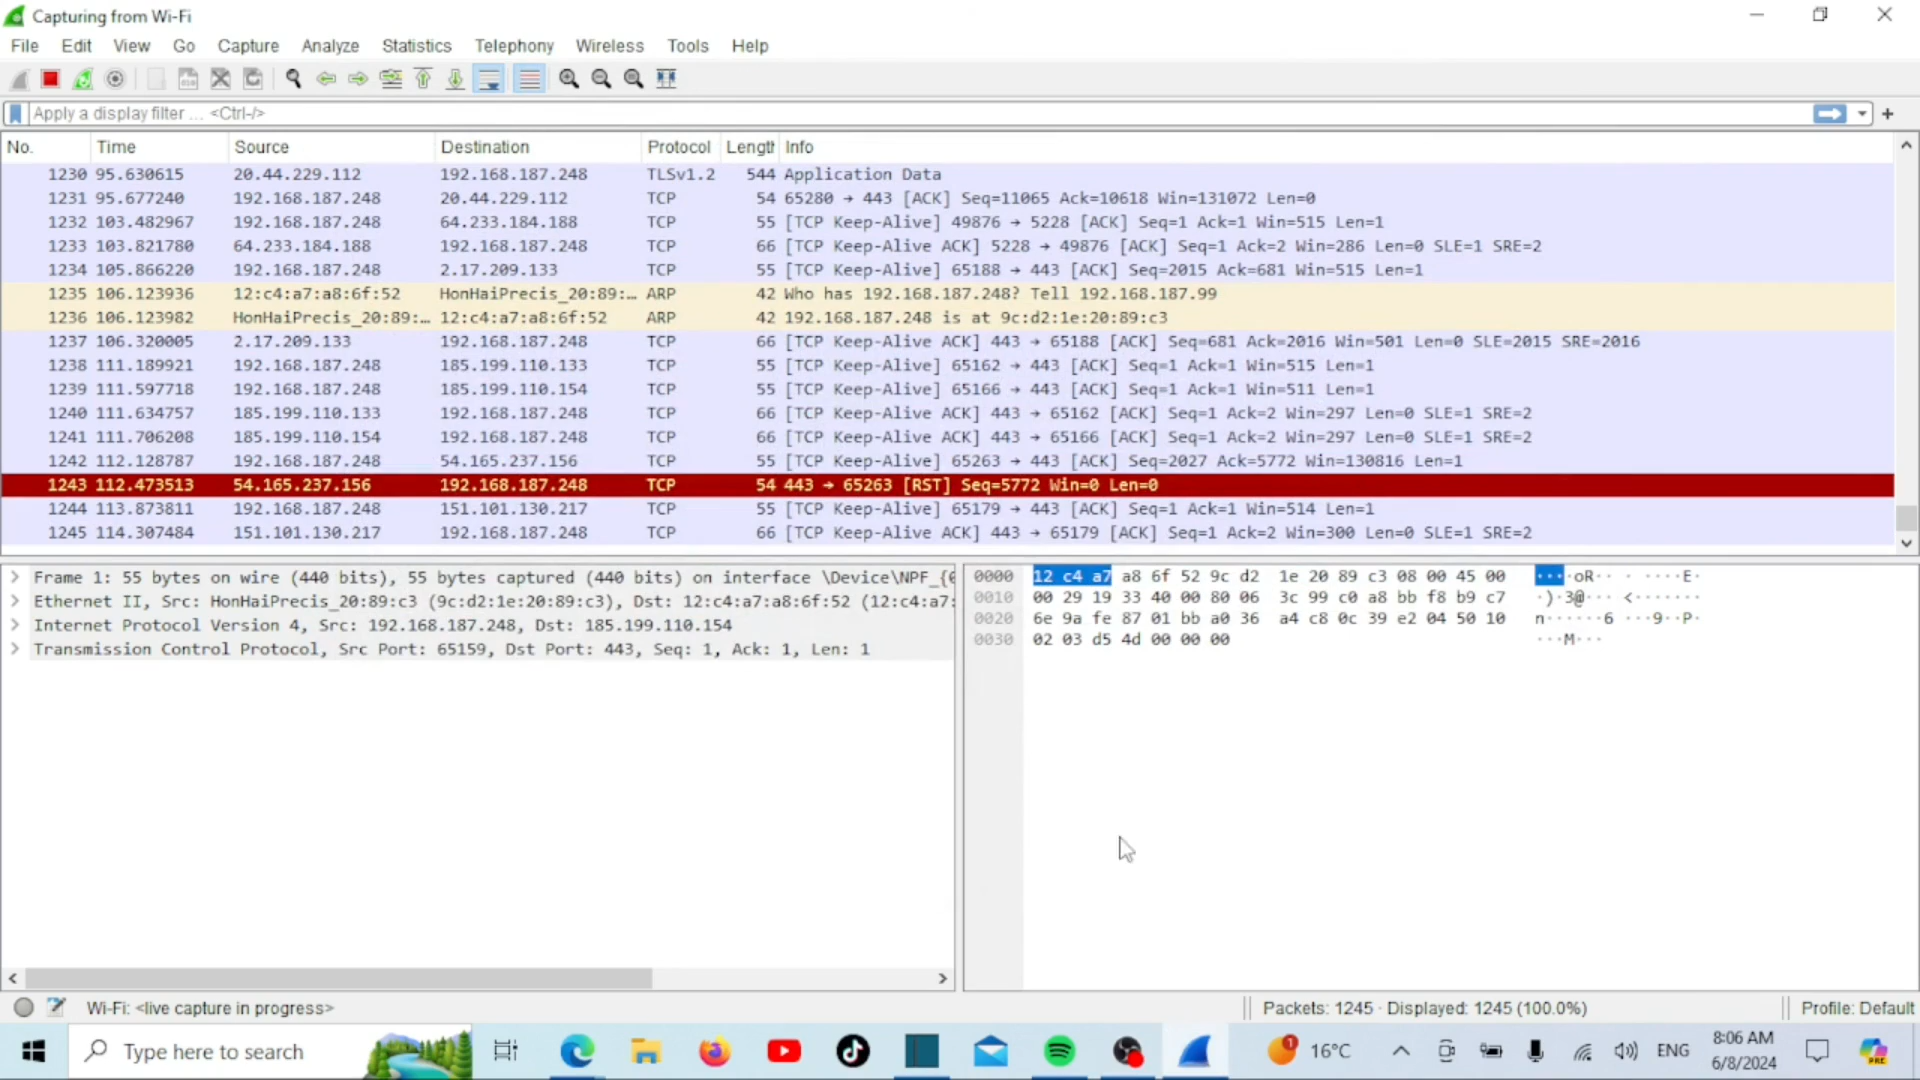 Capturing from Wi-Fi
File Edit View Go Capture Analyze Statistics Telephony Wireless Tools Help
Apply a display filter ... <Ctrl-/>
No. Time Source Destination Protocol Lengtl Info
1230 95.630615 20.44.229.112 192.168.187.248 TLSv1.2 544 Application Data
1231 95.677240 192.168.187.248 20.44.229.112 TCP 54 65280 → 443 [ACK] Seq=11065 Ack=10618 Win=131072 Len=0
1232 103.482967 192.168.187.248 64.233.184.188 TCP 55 [TCP Keep-Alive] 49876 → 5228 [ACK] Seq=1 Ack=1 Win=515 Len=1
1233 103.821780 64.233.184.188 192.168.187.248 TCP 66 [TCP Keep-Alive ACK] 5228 → 49876 [ACK] Seq=1 Ack=2 Win=286 Len=0 SLE=1 SRE=2
1234 105.866220 192.168.187.248 2.17.209.133 TCP 55 [TCP Keep-Alive] 65188 → 443 [ACK] Seq=2015 Ack=681 Win=515 Len=1
1235 106.123936 12:c4:a7:a8:6f:52 HonHaiPrecis_20:89:… ARP 42 Who has 192.168.187.248? Tell 192.168.187.99
1236 106.123982 HonHaiPrecis_20:89:… 12:c4:a7:a8:6f:52 ARP 42 192.168.187.248 is at 9c:d2:1e:20:89:c3
1237 106.320005 2.17.209.133 192.168.187.248 TCP 66 [TCP Keep-Alive ACK] 443 → 65188 [ACK] Seq=681 Ack=2016 Win=501 Len=0 SLE=2015 SRE=2016
1238 111.189921 192.168.187.248 185.199.110.133 TCP 55 [TCP Keep-Alive] 65162 → 443 [ACK] Seq=1 Ack=1 Win=515 Len=1
1239 111.597718 192.168.187.248 185.199.110.154 TCP 55 [TCP Keep-Alive] 65166 → 443 [ACK] Seq=1 Ack=1 Win=511 Len=1
1240 111.634757 185.199.110.133 192.168.187.248 TCP 66 [TCP Keep-Alive ACK] 443 → 65162 [ACK] Seq=1 Ack=2 Win=297 Len=0 SLE=1 SRE=2
1241 111.706208 185.199.110.154 192.168.187.248 TCP 66 [TCP Keep-Alive ACK] 443 → 65166 [ACK] Seq=1 Ack=2 Win=297 Len=0 SLE=1 SRE=2
1242 112.128787 192.168.187.248 54.165.237.156 TCP 55 [TCP Keep-Alive] 65263 → 443 [ACK] Seq=2027 Ack=5772 Win=130816 Len=1
1243 112.473513 54.165.237.156 192.168.187.248 TCP 54 443 → 65263 [RST] Seq=5772 Win=0 Len=0
1244 113.873811 192.168.187.248 151.101.130.217 TCP 55 [TCP Keep-Alive] 65179 → 443 [ACK] Seq=1 Ack=1 Win=514 Len=1
1245 114.307484 151.101.130.217 192.168.187.248 TCP 66 [TCP Keep-Alive ACK] 443 → 65179 [ACK] Seq=1 Ack=2 Win=300 Len=0 SLE=1 SRE=2
Frame 1: 55 bytes on wire (440 bits), 55 bytes captured (440 bits) on interface \Device\NPF_{0
Ethernet II, Src: HonHaiPrecis_20:89:c3 (9c:d2:1e:20:89:c3), Dst: 12:c4:a7:a8:6f:52 (12:c4:a7:
Internet Protocol Version 4, Src: 192.168.187.248, Dst: 185.199.110.154
Transmission Control Protocol, Src Port: 65159, Dst Port: 443, Seq: 1, Ack: 1, Len: 1
0000 12 c4 a7 a8 6f 52 9c d2 1e 20 89 c3 08 00 45 00 ····oR·· · ····E·
0010 00 29 19 33 40 00 80 06 3c 99 c0 a8 bb f8 b9 c7 ·)·3@··· <·······
0020 6e 9a fe 87 01 bb a0 36 a4 c8 0c 39 e2 04 50 10 n······6 ···9··P·
0030 02 03 d5 4d 00 00 00 ···M···
Wi-Fi: <live capture in progress>
Packets: 1245 · Displayed: 1245 (100.0%)
Profile: Default
Type here to search
1
16°C
ENG
8:06 AM
6/8/2024
PRE